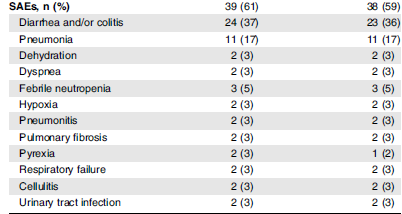 SAEs, n (%) 39 (61) 38 (59)
Diarrhea and/or colitis 24 (37) 23 (36)
Pneumonia 11 (17) 11 (17)
Dehydration 2 (3) 2 (3)
Dyspnea 2 (3) 2 (3)
Febrile neutropenia 3 (5) 3 (5)
Hypoxia 2 (3) 2 (3)
Pneumonitis 2 (3) 2 (3)
Pulmonary fibrosis 2 (3) 2 (3)
Pyrexia 2 (3) 1 (2)
Respiratory failure 2 (3) 2 (3)
Cellulitis 2 (3) 2 (3)
Urinary tract infection 2 (3) 2 (3)